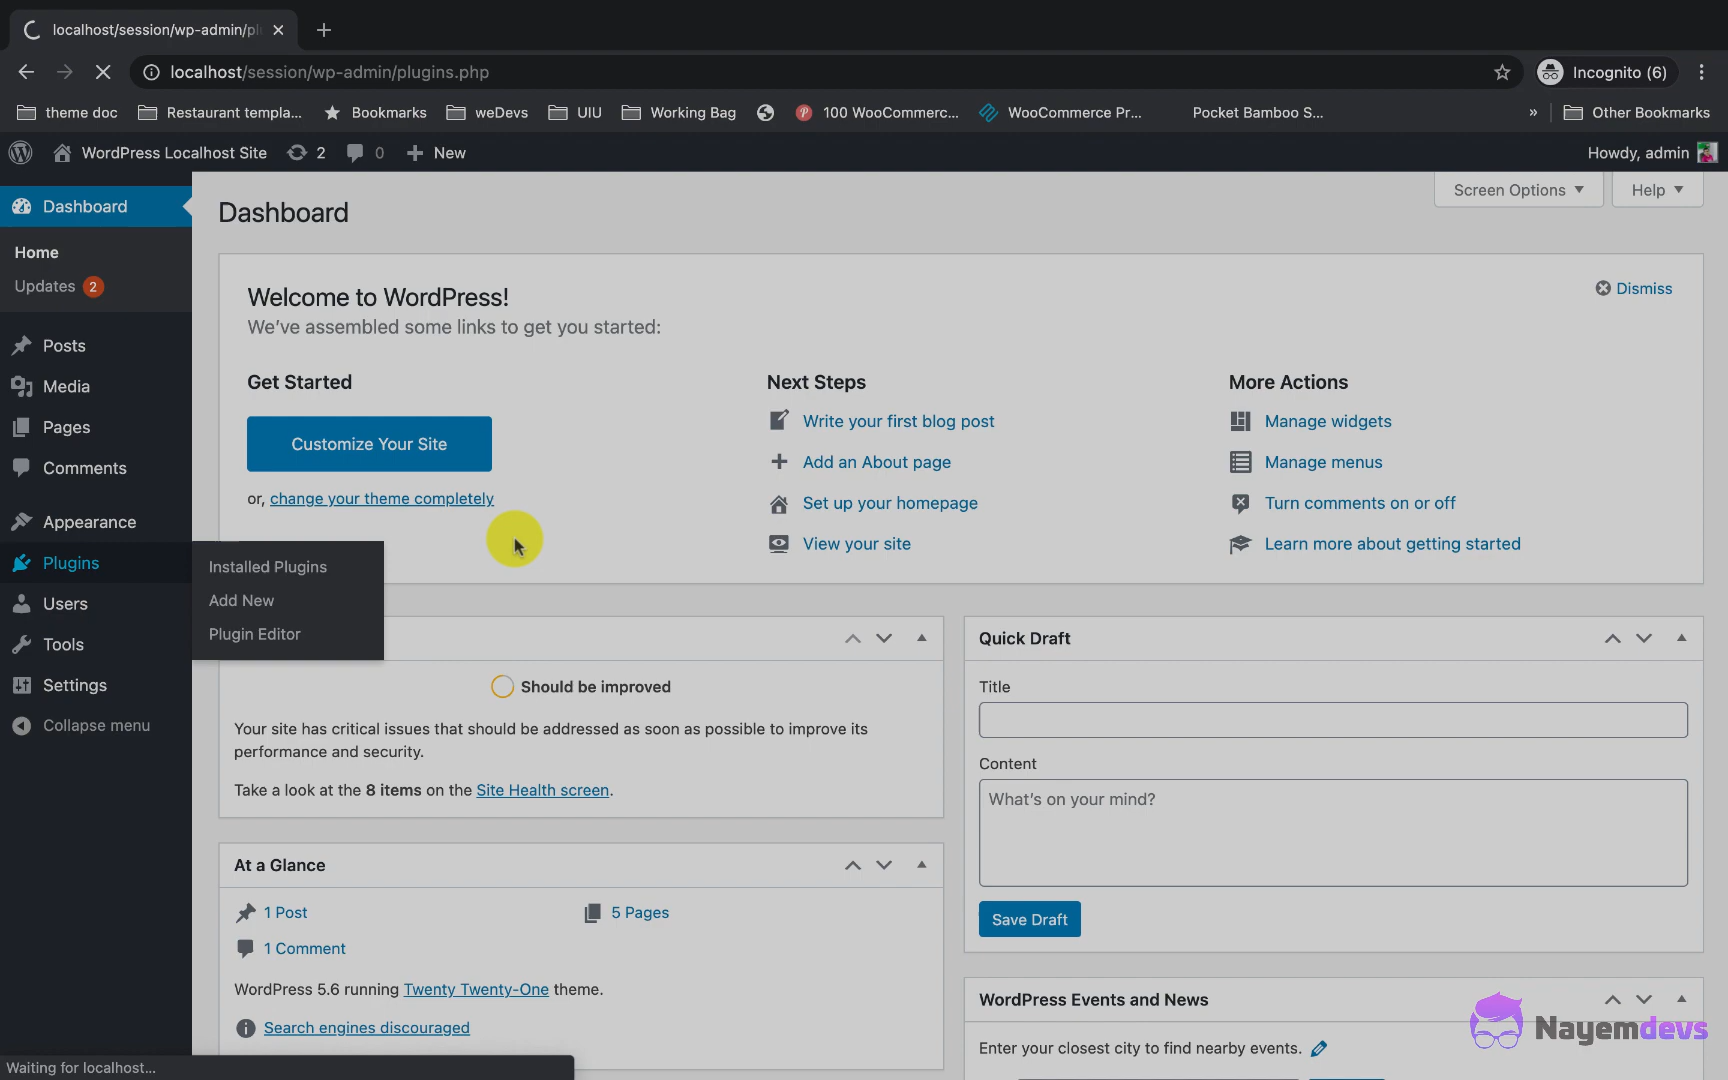 localhost/session/wp-admin/pl
localhost/session/wp-admin/plugins.php
Incognito (6)
theme doc
Restaurant templa...
Bookmarks
weDevs
UIU
Working Bag
100 WooCommerc...
WooCommerce Pr...
Pocket Bamboo S...
»
Other Bookmarks
WordPress Localhost Site
2
0
New
Howdy, admin
Dashboard
Home
Updates 2
Posts
Media
Pages
Comments
Appearance
Plugins
Users
Tools
Settings
Collapse menu
Installed Plugins
Add New
Plugin Editor
Screen Options
Help
Dashboard
Welcome to WordPress!
We've assembled some links to get you started:
Dismiss
Get Started
Customize Your Site
or, change your theme completely
Next Steps
Write your first blog post
Add an About page
Set up your homepage
View your site
More Actions
Manage widgets
Manage menus
Turn comments on or off
Learn more about getting started
Should be improved
Your site has critical issues that should be addressed as soon as possible to improve its
performance and security.
Take a look at the 8 items on the Site Health screen.
At a Glance
1 Post
5 Pages
1 Comment
WordPress 5.6 running Twenty Twenty-One theme.
Search engines discouraged
Quick Draft
Title
Content
What's on your mind?
Save Draft
WordPress Events and News
Enter your closest city to find nearby events.
Nayemdevs
Waiting for localhost...